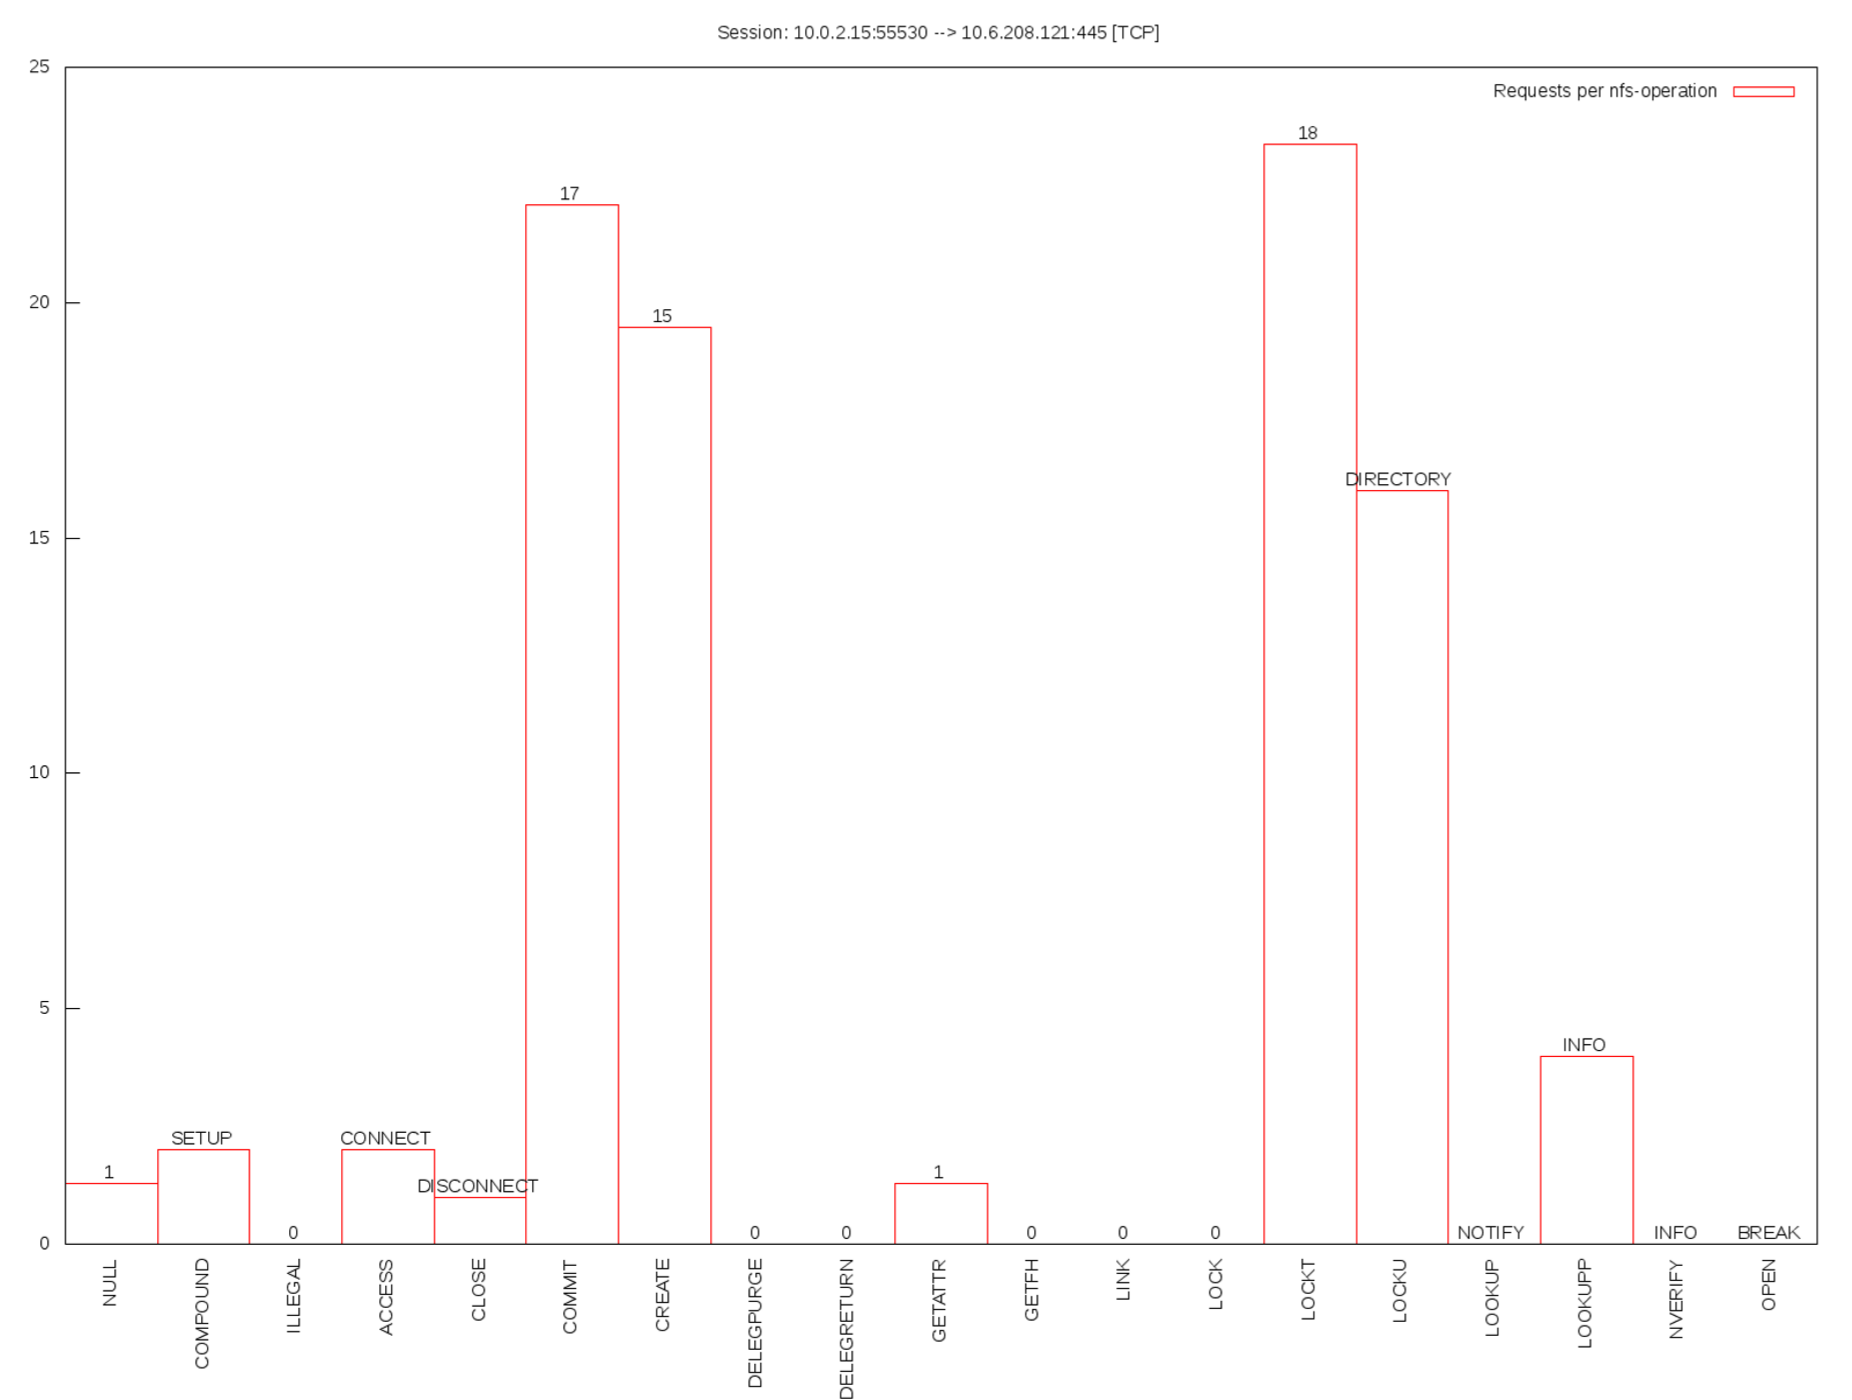 Session: 10.0.2.15:55530 --> 10.6.208.121:445 [TCP]
25
Requests per nfs-operation
18
17
20
15
DIRECTORY
15
10
5
INFO
SETUP
CONNECT
1
1
DISCONNECT
0
0
0
0
0
0
NOTIFY
INFO
BREAK
0
NULL
COMPOUND
ILLEGAL
ACCESS
CLOSE
COMMIT
CREATE
DELEGPURGE
DELEGRETURN
GETATTR
GETFH
LINK
LOCK
LOCKT
LOCKU
LOOKUP
LOOKUPP
NVERIFY
OPEN